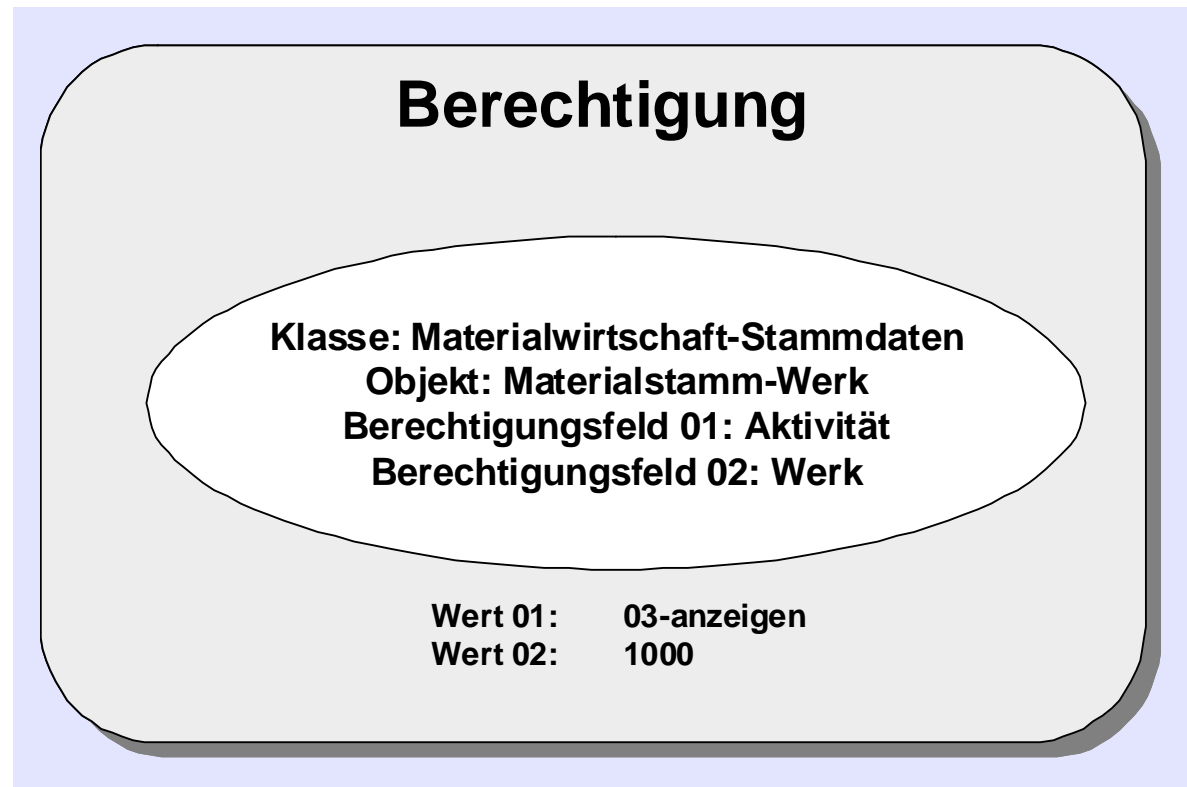 Berechtigung
Klasse: Materialwirtschaft-Stammdaten
Objekt: Materialstamm-Werk
Berechtigungsfeld 01: Aktivität
Berechtigungsfeld 02: Werk
Wert 01: 03-anzeigen
Wert 02: 1000